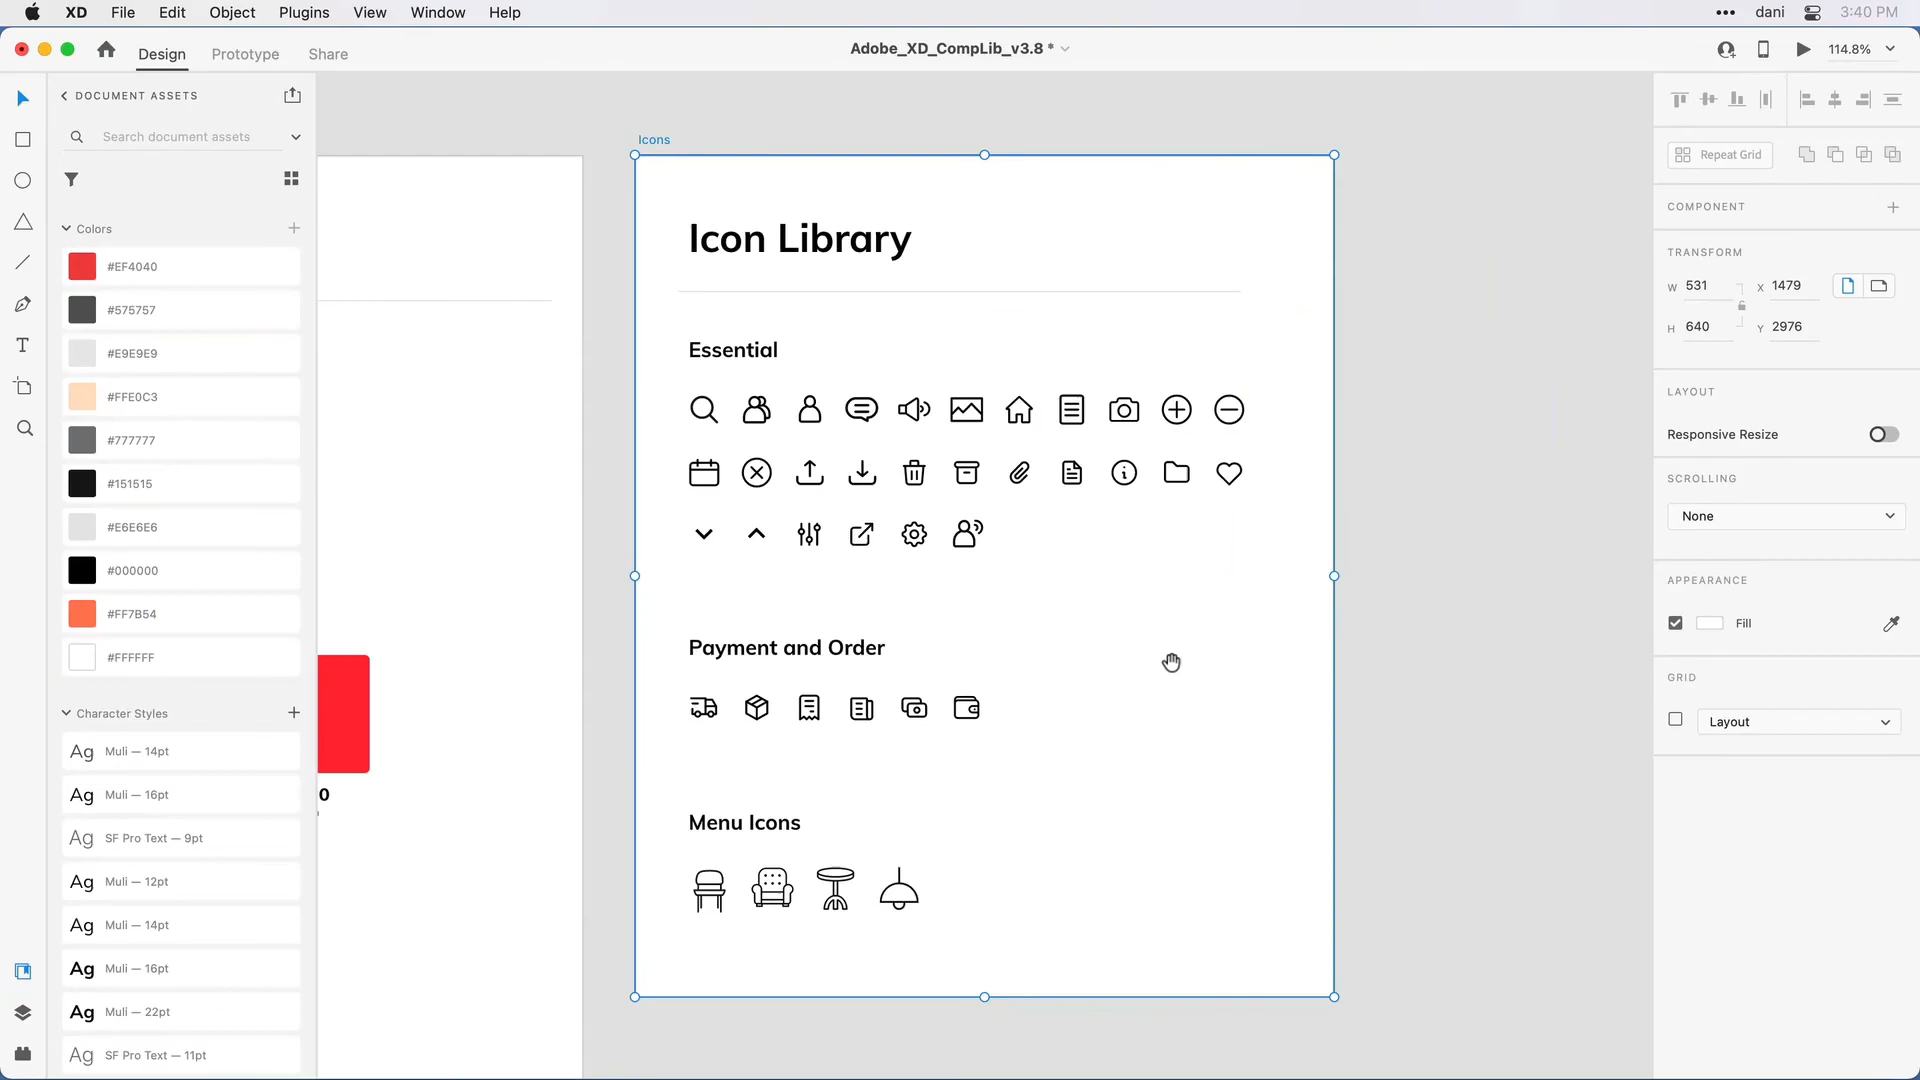 XD File Edit Object Plugins View Window Help
dani 3:40 PM
Design Prototype Share
Adobe_XD_CompLib_v3.8 *
114.8%
DOCUMENT ASSETS
Search document assets
Colors
#EF4040
#575757
#E9E9E9
#FFE0C3
#777777
#151515
#E6E6E6
#000000
#FF7B54
#FFFFFF
Character Styles
Ag Muli — 14pt
Ag Muli — 16pt
Ag SF Pro Text — 9pt
Ag Muli — 12pt
Ag Muli — 14pt
Ag Muli — 16pt
Ag Muli — 22pt
Ag SF Pro Text — 11pt
0
Icons
Icon Library
Essential
Payment and Order
Menu Icons
Repeat Grid
COMPONENT
TRANSFORM
W 531 X 1479
H 640 Y 2976
LAYOUT
Responsive Resize
SCROLLING
None
APPEARANCE
Fill
GRID
Layout